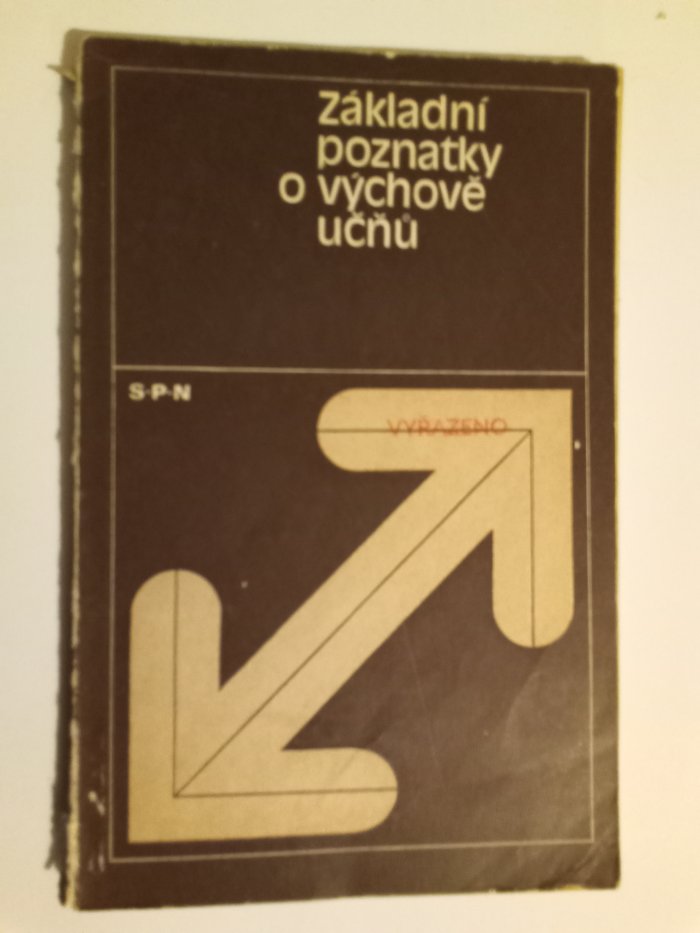 Základní
poznatky
o výchově
učňů
S·P·N
VYŘAZENO